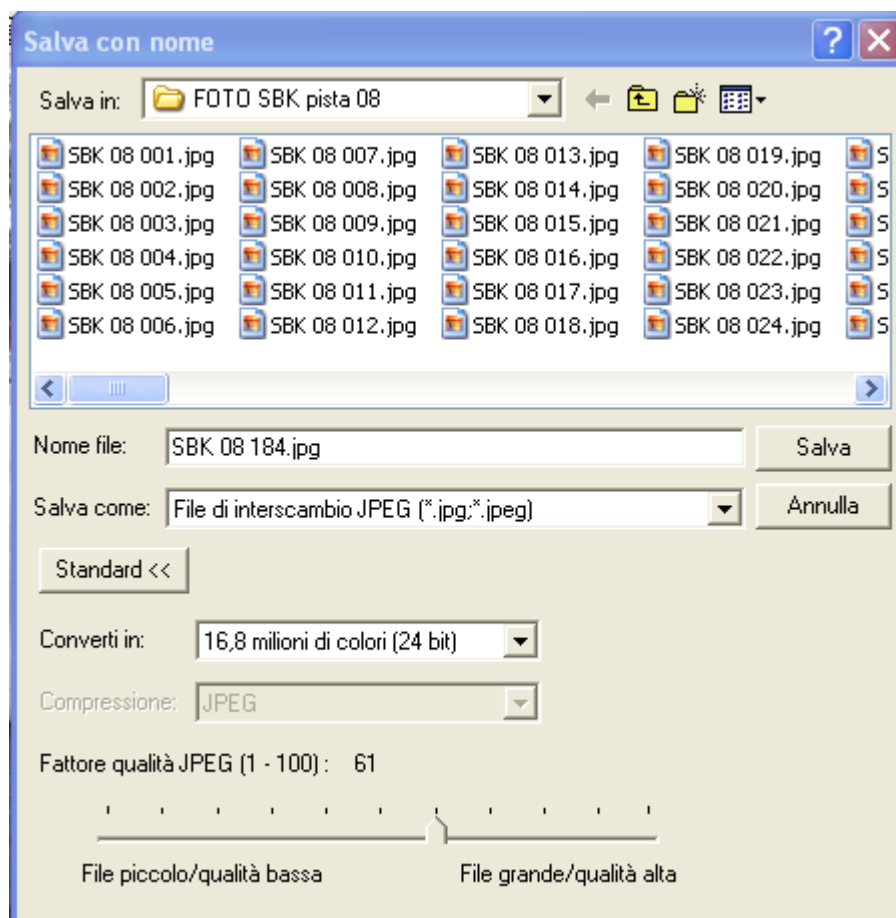 Salva con nome
Salva in: FOTO SBK pista 08
SBK 08 001.jpg SBK 08 007.jpg SBK 08 013.jpg SBK 08 019.jpg S
SBK 08 002.jpg SBK 08 008.jpg SBK 08 014.jpg SBK 08 020.jpg S
SBK 08 003.jpg SBK 08 009.jpg SBK 08 015.jpg SBK 08 021.jpg S
SBK 08 004.jpg SBK 08 010.jpg SBK 08 016.jpg SBK 08 022.jpg S
SBK 08 005.jpg SBK 08 011.jpg SBK 08 017.jpg SBK 08 023.jpg S
SBK 08 006.jpg SBK 08 012.jpg SBK 08 018.jpg SBK 08 024.jpg S
Nome file: SBK 08 184.jpg Salva
Salva come: File di interscambio JPEG (*.jpg;*.jpeg) Annulla
Standard <<
Converti in: 16,8 milioni di colori (24 bit)
Compressione: JPEG
Fattore qualità JPEG (1 - 100) : 61
File piccolo/qualità bassa File grande/qualità alta